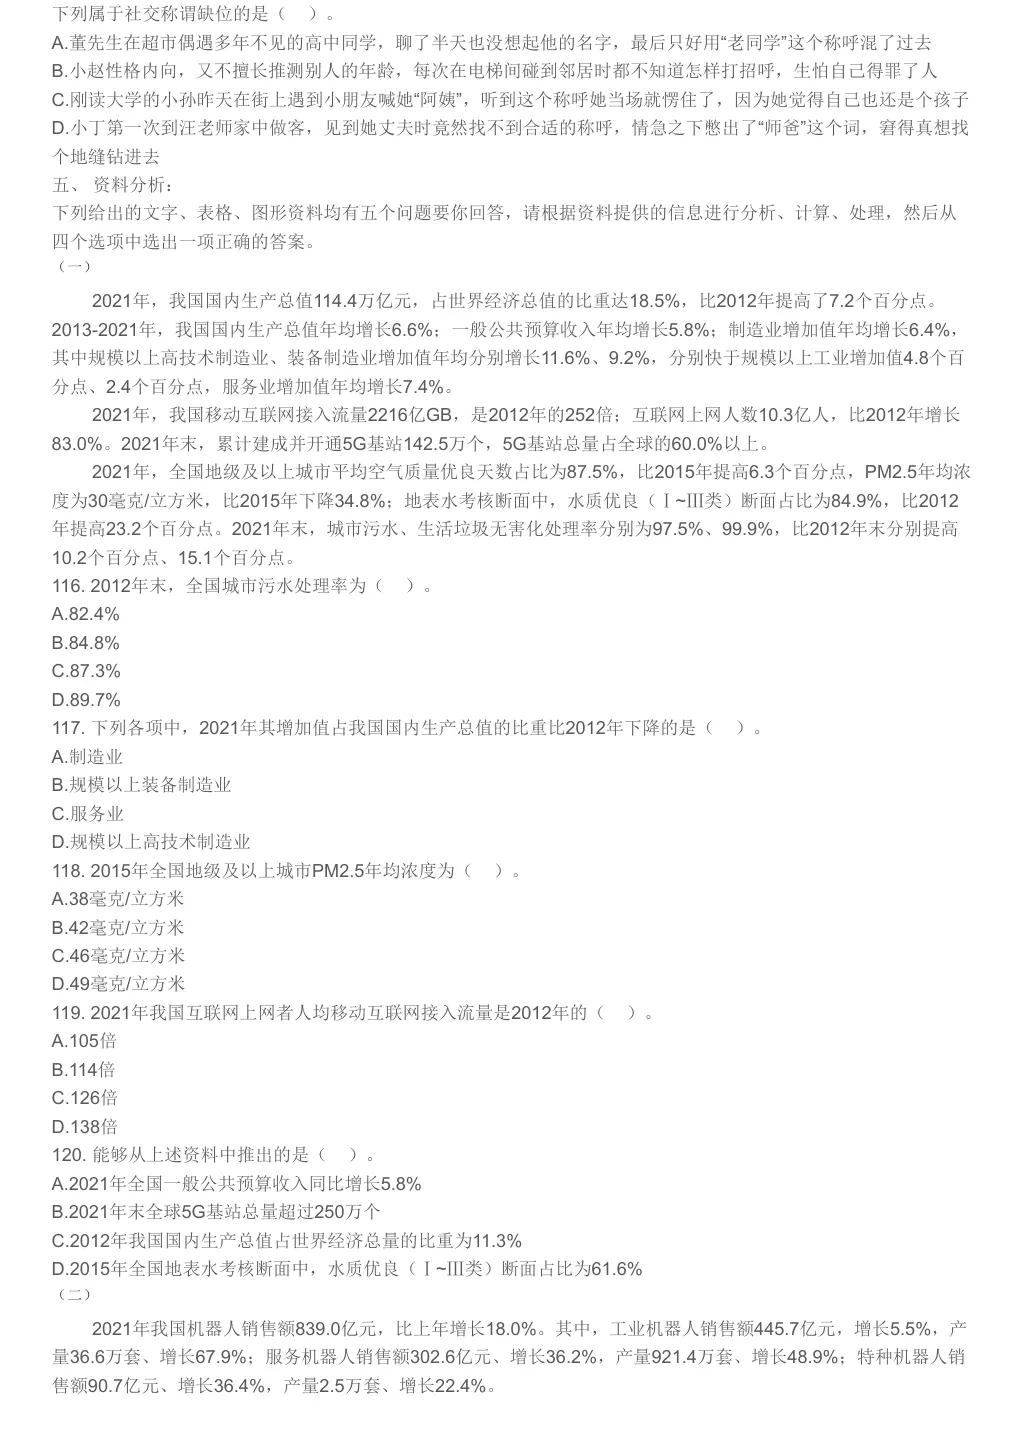 下列属于社交称谓缺位的是（ ）。
A.董先生在超市偶遇多年不见的高中同学，聊了半天也没想起他的名字，最后只好用“老同学”这个称呼混了过去
B.小赵性格内向，又不擅长推测别人的年龄，每次在电梯间碰到邻居时都不知道怎样打招呼，生怕自己得罪了人
C.刚读大学的小孙昨天在街上遇到小朋友喊她“阿姨”，听到这个称呼她当场就愣住了，因为她觉得自己也还是个孩子
D.小丁第一次到汪老师家中做客，见到她丈夫时竟然找不到合适的称呼，情急之下憋出了“师爸”这个词，窘得真想找
个地缝钻进去
五、 资料分析：
下列给出的文字、表格、图形资料均有五个问题要你回答，请根据资料提供的信息进行分析、计算、处理，然后从
四个选项中选出一项正确的答案。
（一）
2021年，我国国内生产总值114.4万亿元，占世界经济总值的比重达18.5%，比2012年提高了7.2个百分点。
2013-2021年，我国国内生产总值年均增长6.6%；一般公共预算收入年均增长5.8%；制造业增加值年均增长6.4%，
其中规模以上高技术制造业、装备制造业增加值年均分别增长11.6%、9.2%，分别快于规模以上工业增加值4.8个百
分点、2.4个百分点，服务业增加值年均增长7.4%。
2021年，我国移动互联网接入流量2216亿GB，是2012年的252倍；互联网上网人数10.3亿人，比2012年增长
83.0%。2021年末，累计建成并开通5G基站142.5万个，5G基站总量占全球的60.0%以上。
2021年，全国地级及以上城市平均空气质量优良天数占比为87.5%，比2015年提高6.3个百分点，PM2.5年均浓
度为30毫克/立方米，比2015年下降34.8%；地表水考核断面中，水质优良（Ⅰ~Ⅲ类）断面占比为84.9%，比2012
年提高23.2个百分点。2021年末，城市污水、生活垃圾无害化处理率分别为97.5%、99.9%，比2012年末分别提高
10.2个百分点、15.1个百分点。
116. 2012年末，全国城市污水处理率为（ ）。
A.82.4%
B.84.8%
C.87.3%
D.89.7%
117. 下列各项中，2021年其增加值占我国国内生产总值的比重比2012年下降的是（ ）。
A.制造业
B.规模以上装备制造业
C.服务业
D.规模以上高技术制造业
118. 2015年全国地级及以上城市PM2.5年均浓度为（ ）。
A.38毫克/立方米
B.42毫克/立方米
C.46毫克/立方米
D.49毫克/立方米
119. 2021年我国互联网上网者人均移动互联网接入流量是2012年的（ ）。
A.105倍
B.114倍
C.126倍
D.138倍
120. 能够从上述资料中推出的是（ ）。
A.2021年全国一般公共预算收入同比增长5.8%
B.2021年末全球5G基站总量超过250万个
C.2012年我国国内生产总值占世界经济总量的比重为11.3%
D.2015年全国地表水考核断面中，水质优良（Ⅰ~Ⅲ类）断面占比为61.6%
（二）
2021年我国机器人销售额839.0亿元，比上年增长18.0%。其中，工业机器人销售额445.7亿元，增长5.5%，产
量36.6万套、增长67.9%；服务机器人销售额302.6亿元、增长36.2%，产量921.4万套、增长48.9%；特种机器人销
售额90.7亿元、增长36.4%，产量2.5万套、增长22.4%。